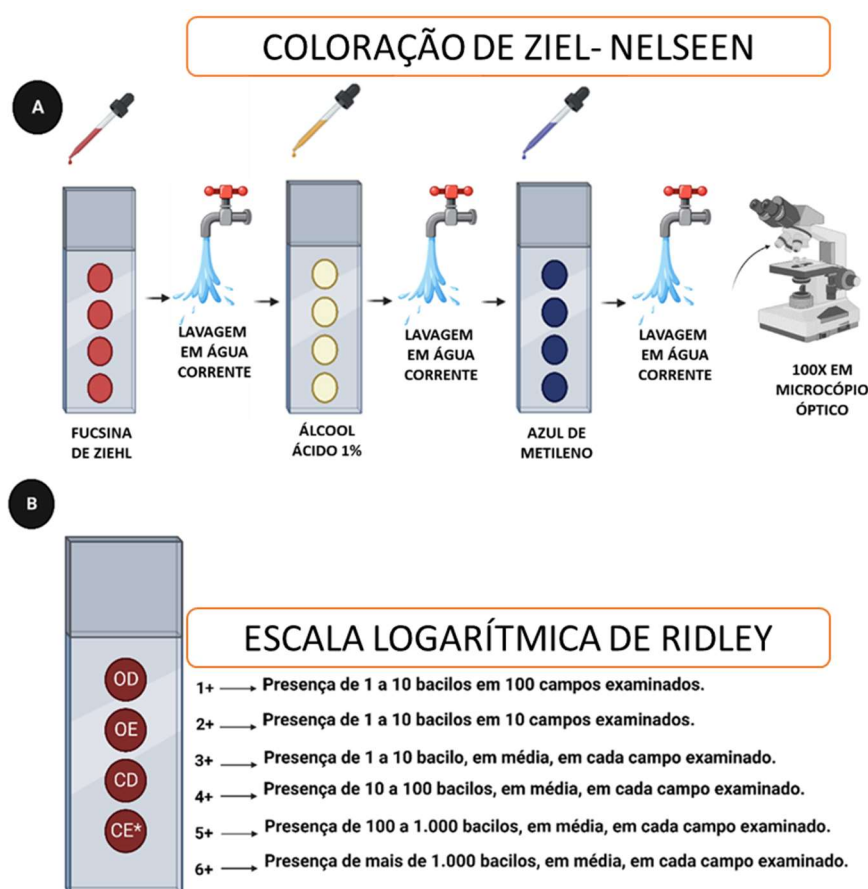 COLORAÇÃO DE ZIEL- NELSEEN
A
LAVAGEM
EM ÁGUA
CORRENTE
LAVAGEM
EM ÁGUA
CORRENTE
LAVAGEM
EM ÁGUA
CORRENTE
100X EM
MICROCÓPIO
ÓPTICO
FUCSINA
DE ZIEHL
ÁLCOOL
ÁCIDO 1%
AZUL DE
METILENO
B
ESCALA LOGARÍTMICA DE RIDLEY
OD
OE
CD
CE*
1+ → Presença de 1 a 10 bacilos em 100 campos examinados.
2+ → Presença de 1 a 10 bacilos em 10 campos examinados.
3+ → Presença de 1 a 10 bacilo, em média, em cada campo examinado.
4+ → Presença de 10 a 100 bacilos, em média, em cada campo examinado.
5+ → Presença de 100 a 1.000 bacilos, em média, em cada campo examinado.
6+ → Presença de mais de 1.000 bacilos, em média, em cada campo examinado.